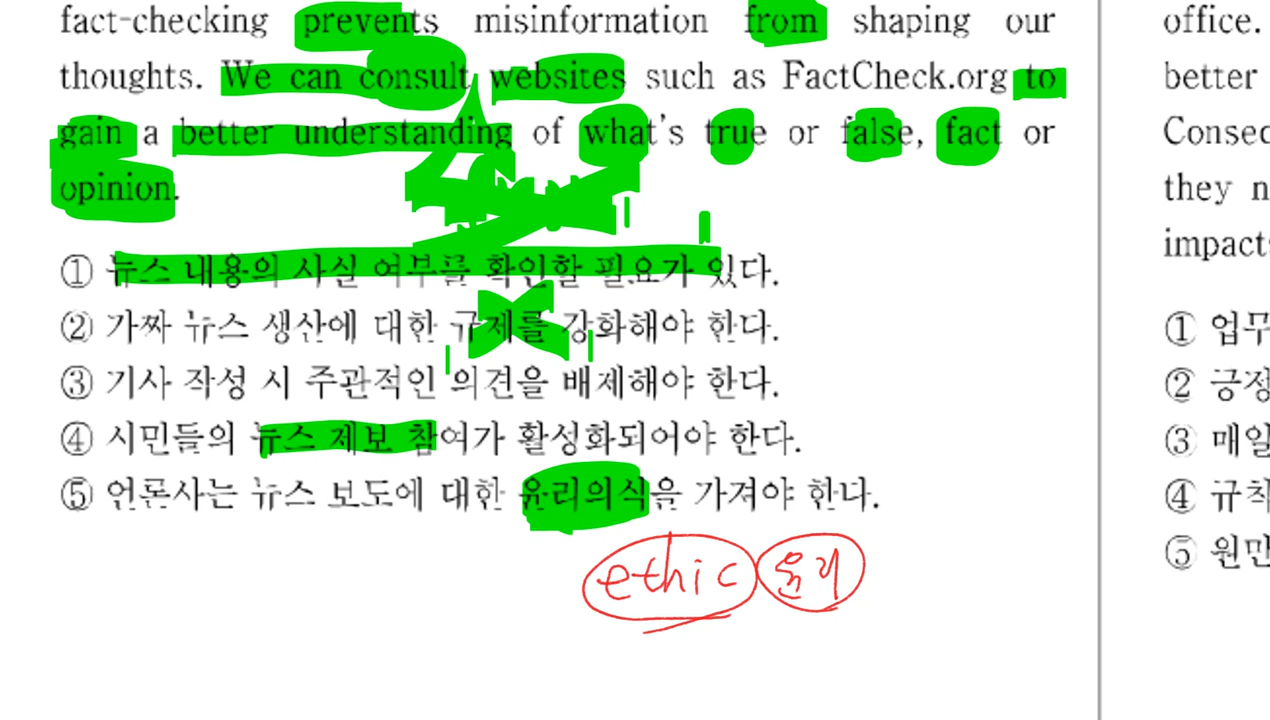 fact-checking prevents misinformation from shaping our
thoughts. We can consult websites such as FactCheck.org to
gain a better understanding of what's true or false, fact or
opinion.
① 뉴스 내용의 사실 여부를 확인할 필요가 있다.
② 가짜 뉴스 생산에 대한 규제를 강화해야 한다.
③ 기사 작성 시 주관적인 의견을 배제해야 한다.
④ 시민들의 뉴스 제보 참여가 활성화되어야 한다.
⑤ 언론사는 뉴스 보도에 대한 윤리의식을 가져야 한다.
ethic 윤리
office.
better
Consec
they n
impacts
① 업무
② 긍정
③ 매일
④ 규칙
⑤ 원만